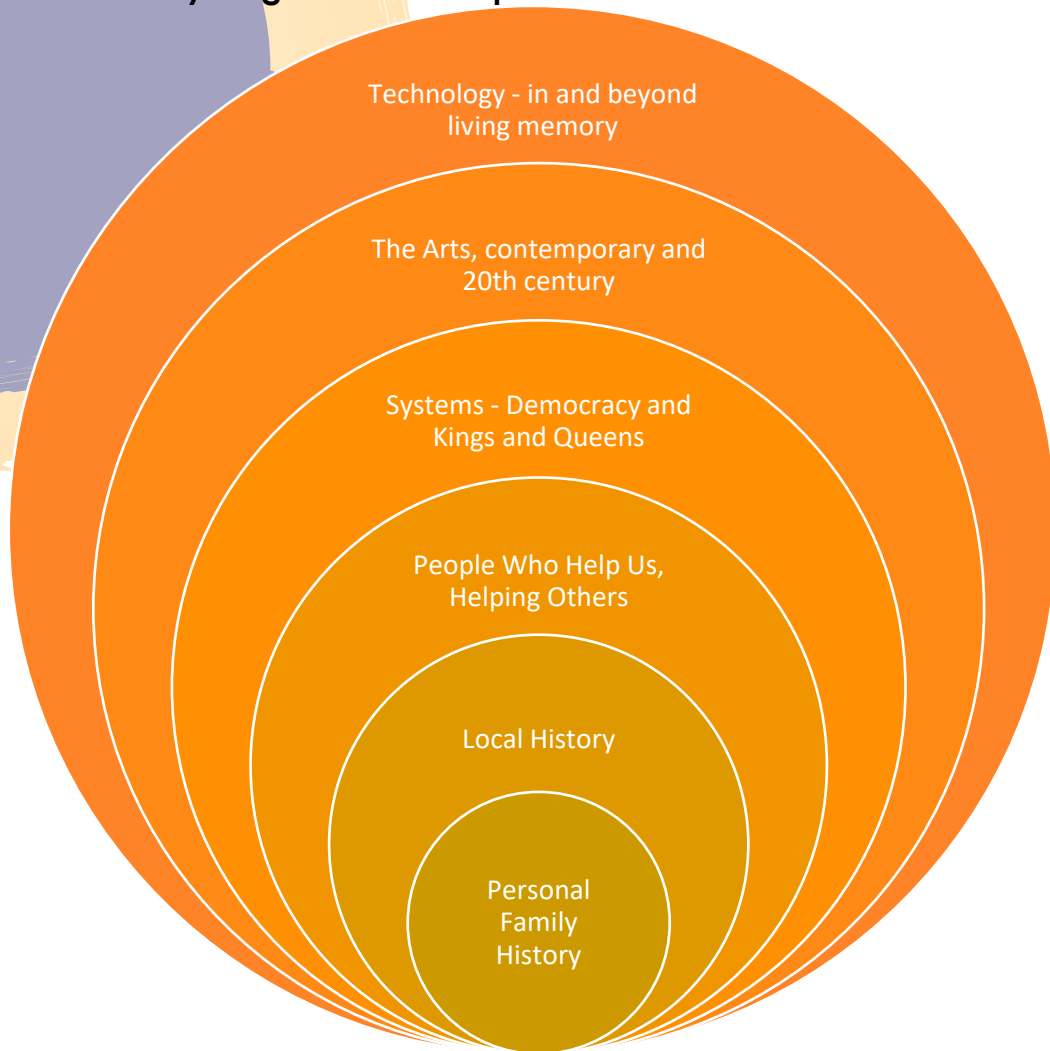 Technology - in and beyond
living memory
The Arts, contemporary and
20th century
Systems - Democracy and
Kings and Queens
People Who Help Us,
Helping Others
Local History
Personal
Family
History